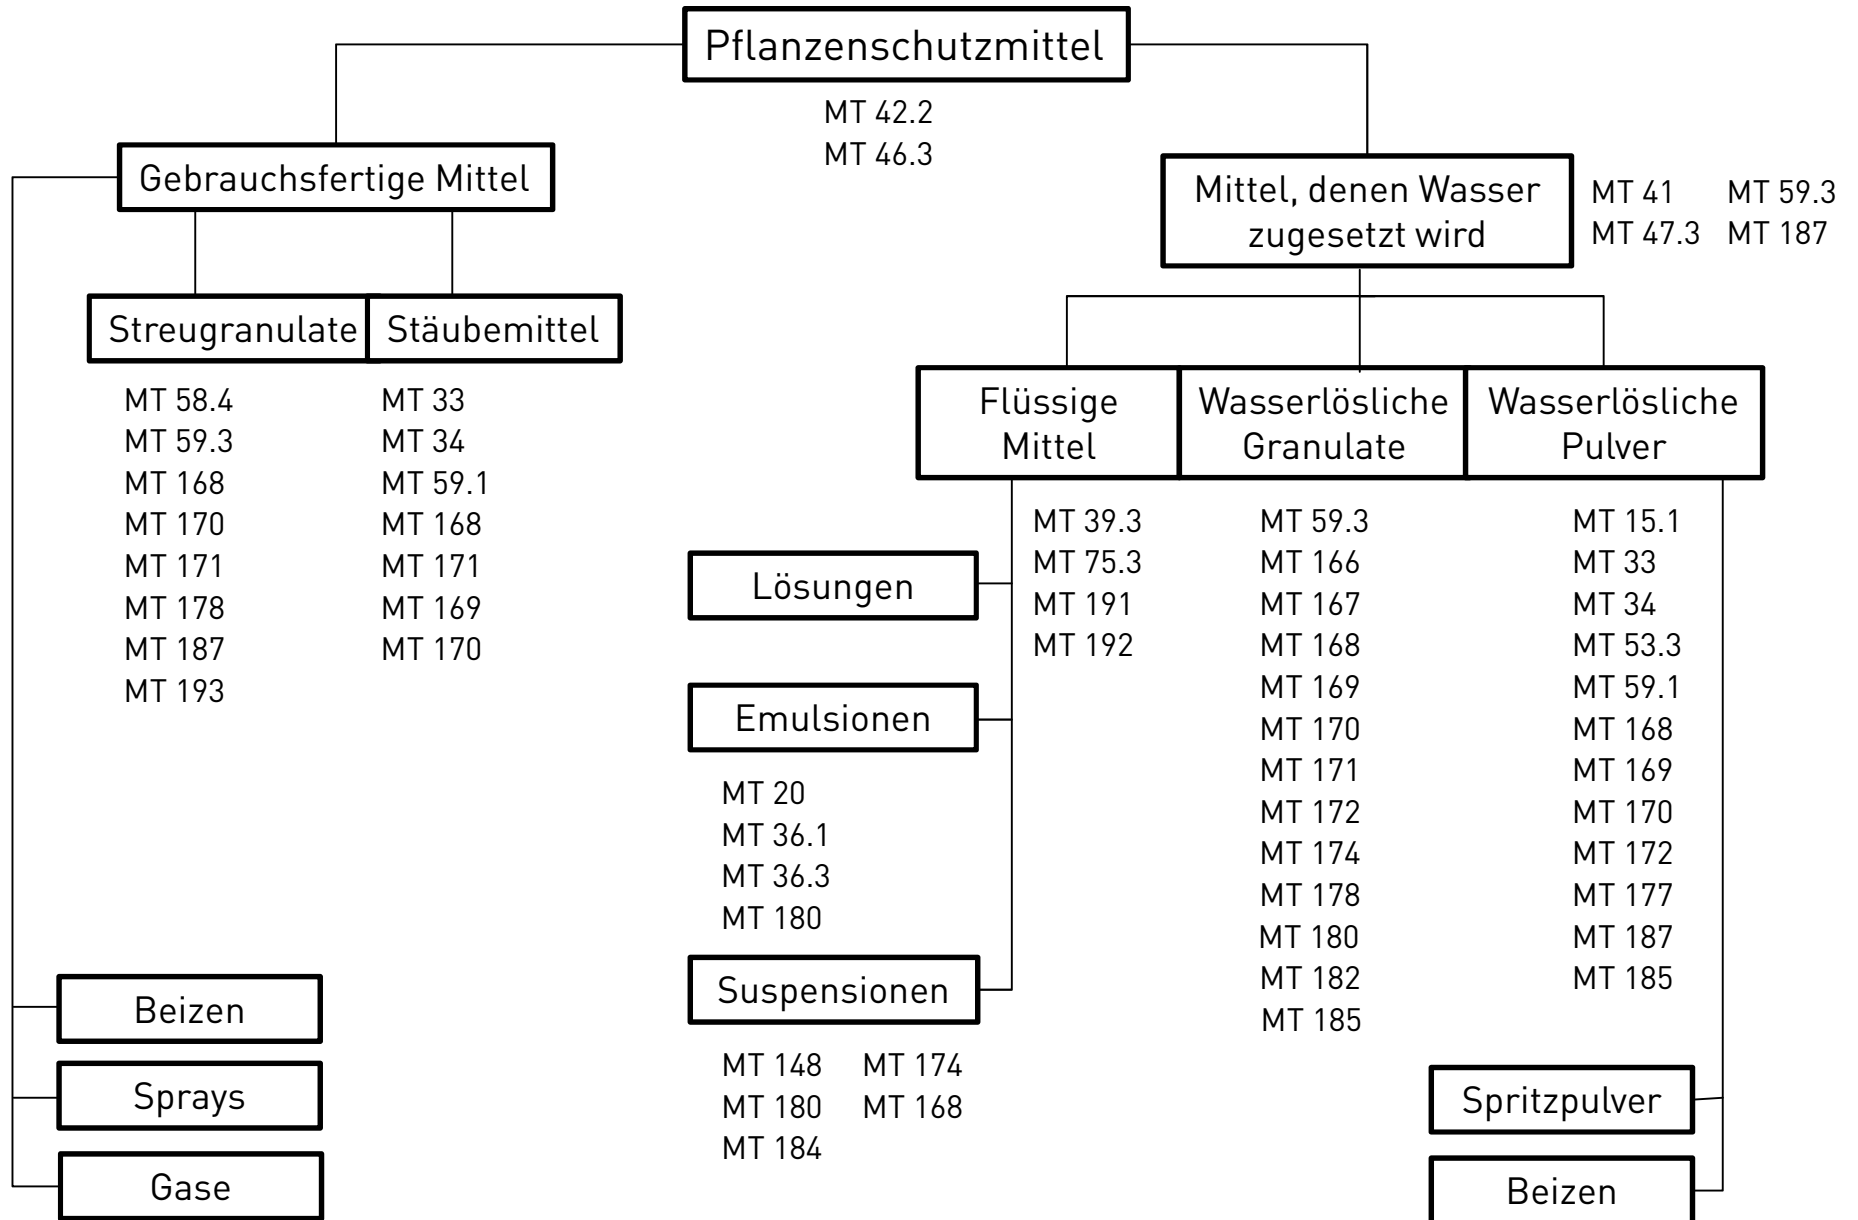 Pflanzenschutzmittel
MT 42.2
MT 46.3
Gebrauchsfertige Mittel
Streugranulate
MT 58.4
MT 59.3
MT 168
MT 170
MT 171
MT 178
MT 187
MT 193
Stäubemittel
MT 33
MT 34
MT 59.1
MT 168
MT 171
MT 169
MT 170
Beizen
Sprays
Gase
Mittel, denen Wasser
zugesetzt wird
MT 41 MT 59.3
MT 47.3 MT 187
Flüssige
Mittel
MT 39.3
MT 75.3
MT 191
MT 192
Lösungen
Emulsionen
MT 20
MT 36.1
MT 36.3
MT 180
Suspensionen
MT 148 MT 174
MT 180 MT 168
MT 184
Wasserlösliche
Granulate
MT 59.3
MT 166
MT 167
MT 168
MT 169
MT 170
MT 171
MT 172
MT 174
MT 178
MT 180
MT 182
MT 185
Wasserlösliche
Pulver
MT 15.1
MT 33
MT 34
MT 53.3
MT 59.1
MT 168
MT 169
MT 170
MT 172
MT 177
MT 187
MT 185
Spritzpulver
Beizen